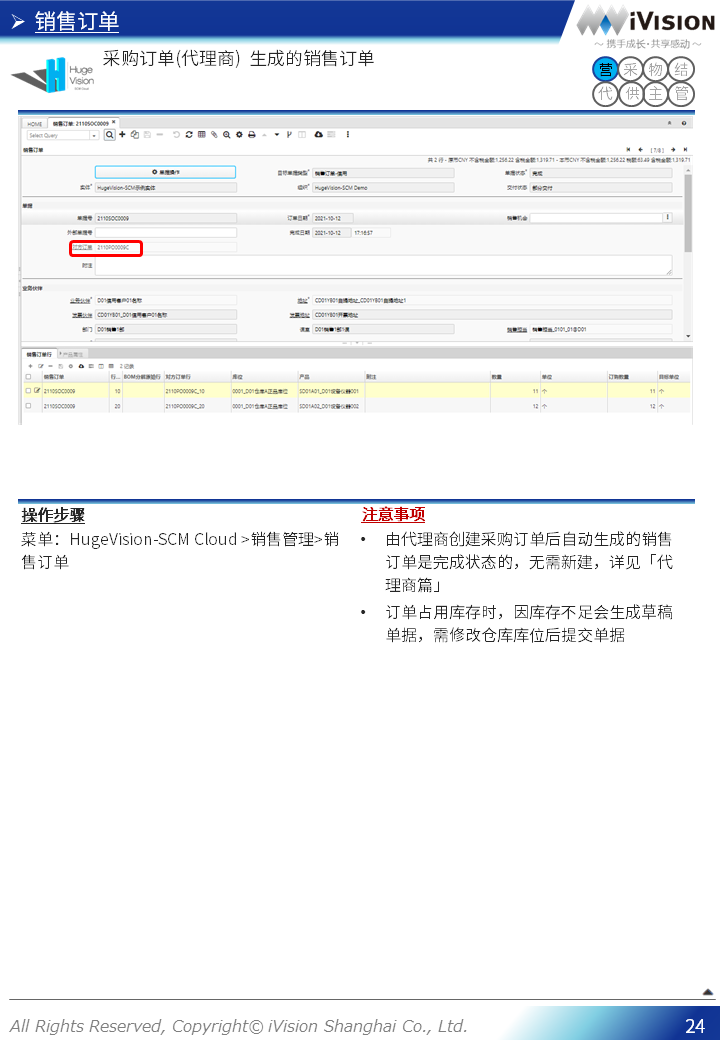 销售订单
iVision
～ 携手成长·共享感动 ～
Huge
Vision
采购订单(代理商) 生成的销售订单
营 采 物 结
代 供 主 管
HOME 销售订单: 2110SOC0009
Select Query
[7/8]
销售订单
共 2 行 - 原币CNY 不含税金额:1,256.22 含税金额:1,319.71 - 本币CNY 不含税金额:1,256.22 税额:63.49 含税金额:1,319.71
单据操作 目标单据类型* 销售订单-信用 单据状态* 完成
实体* HugeVision-SCM示例实体 组织* HugeVision-SCM Demo 交付状态 部分交付
单据
单据号 2110SOC0009 订单日期* 2021-10-12 销售机会
外部单据号 完成日期 2021-10-12 17:16:57
对方订单 2110PO0009C
附注
业务伙伴
业务伙伴* D01信用客户01名称 地址* CD01YB01直播地址_CD01YB01直播地址1
发票伙伴 CD01YB01_D01信用客户01名称 发票地址 CD01YB01开票地址
部门 D01销售1部 课室 D01销售1部1课 销售担当 销售担当_0101_01@D01
销售订单行 产品库位
2 记录
销售订单 行... BOM分解原始行 对方订单行 库位 产品 附注 数量 单位 订购数量 目标单位
2110SOC0009 10 2110PO0009C_10 0001_D01仓库A正品库位 SD01A01_D01设备仪器001 11 个 11 个
2110SOC0009 20 2110PO0009C_20 0001_D01仓库A正品库位 SD01A02_D01设备仪器002 12 个 12 个
操作步骤
菜单：HugeVision-SCM Cloud >销售管理>销
售订单
注意事项
• 由代理商创建采购订单后自动生成的销售
订单是完成状态的，无需新建，详见「代
理商篇」
• 订单占用库存时，因库存不足会生成草稿
单据，需修改仓库库位后提交单据
All Rights Reserved, Copyright© iVision Shanghai Co., Ltd.
24